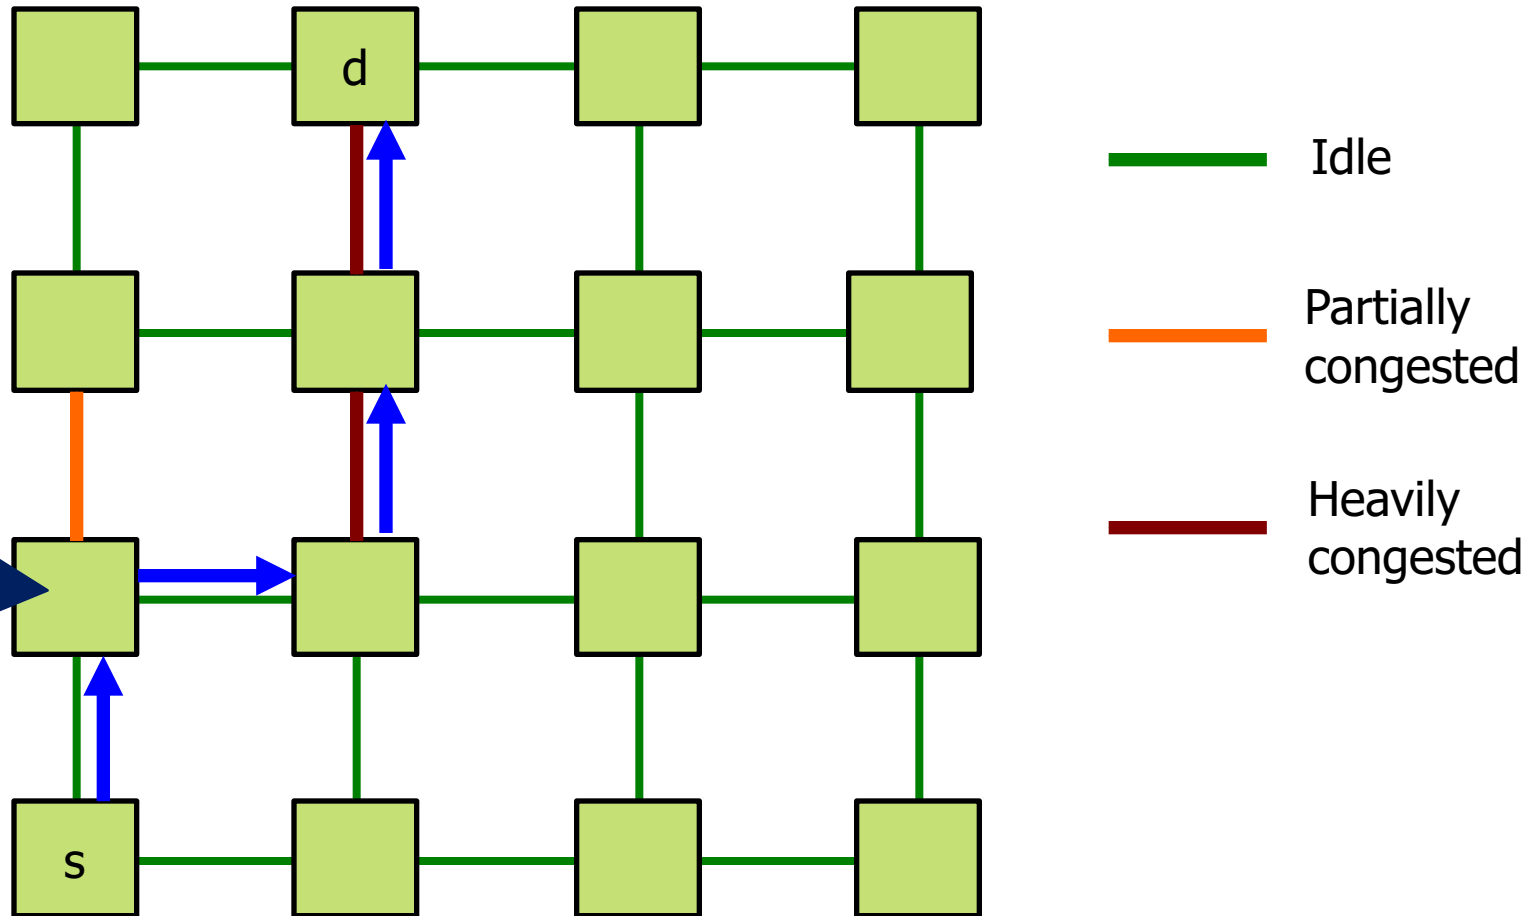 d
Idle
Partially
congested
Heavily
congested
s